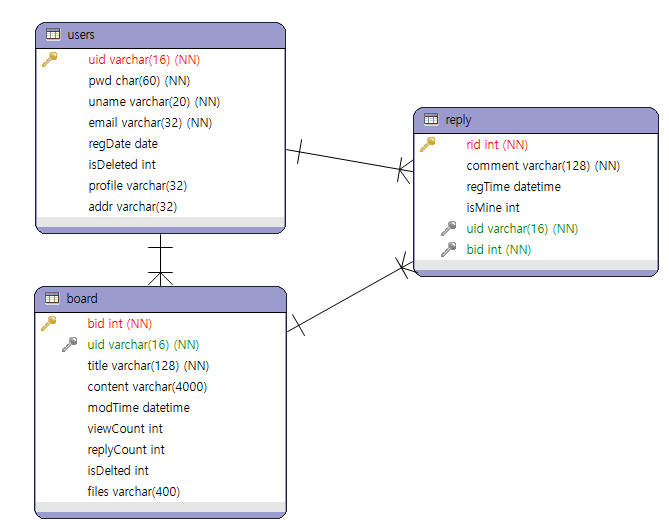 users
uid varchar(16) (NN)
pwd char(60) (NN)
uname varchar(20) (NN)
email varchar(32) (NN)
regDate date
isDeleted int
profile varchar(32)
addr varchar(32)
reply
rid int (NN)
comment varchar(128) (NN)
regTime datetime
isMine int
uid varchar(16) (NN)
bid int (NN)
board
bid int (NN)
uid varchar(16) (NN)
title varchar(128) (NN)
content varchar(4000)
modTime datetime
viewCount int
replyCount int
isDelted int
files varchar(400)